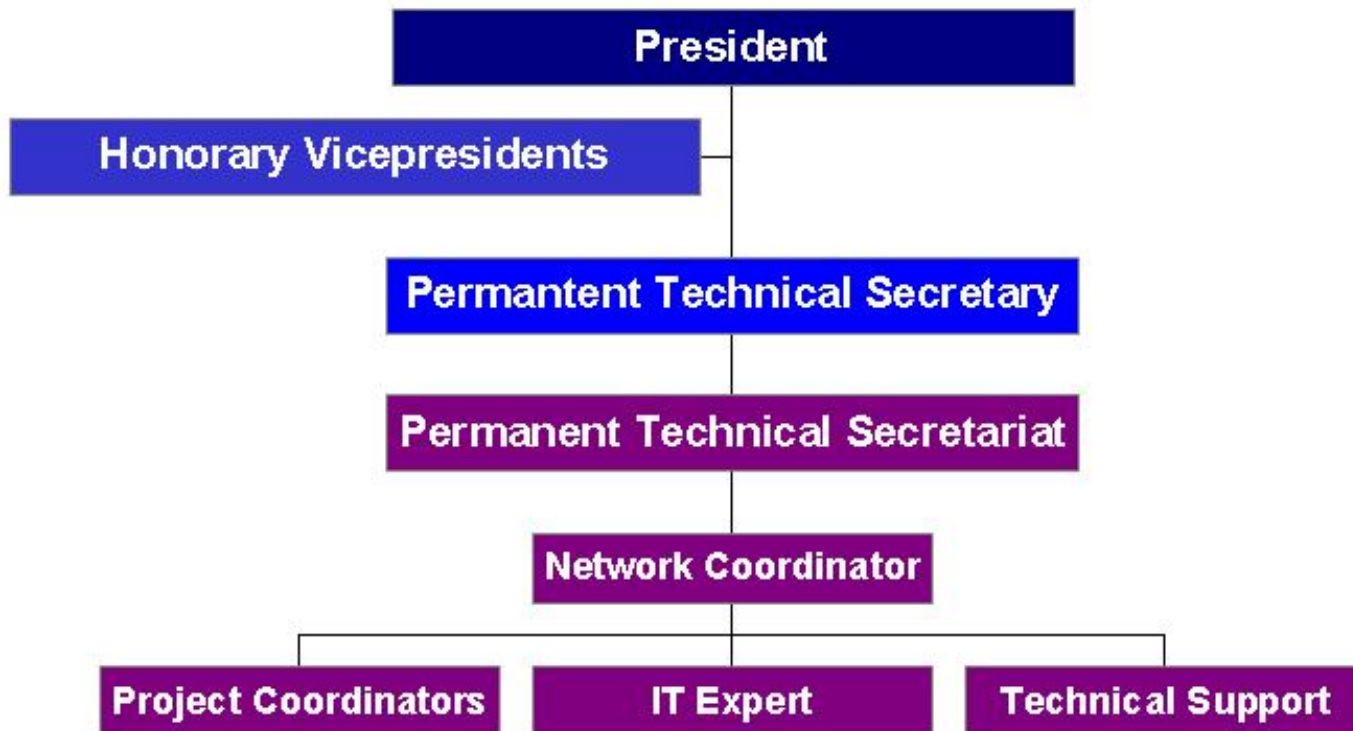 President
Honorary Vicepresidents
Permantent Technical Secretary
Permanent Technical Secretariat
Network Coordinator
Project Coordinators
IT Expert
Technical Support